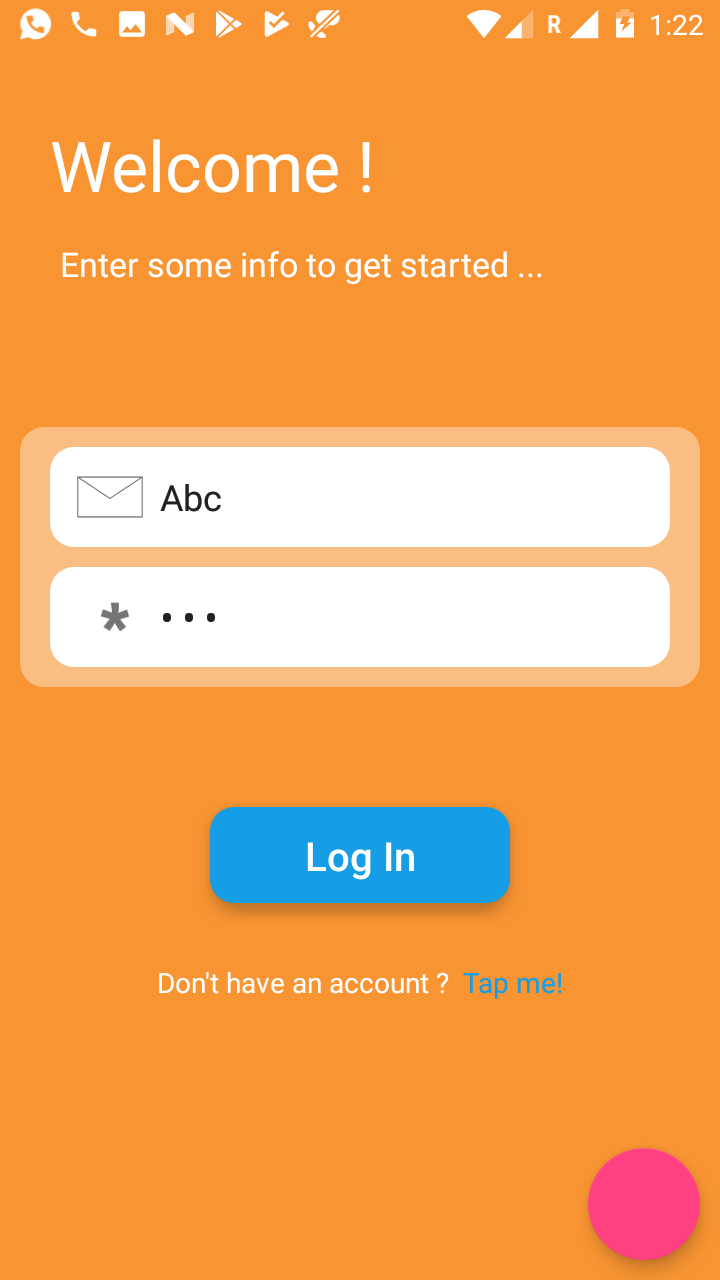 R 1:22
Welcome !
Enter some info to get started ...
Abc
* • • •
Log In
Don't have an account ? Tap me!